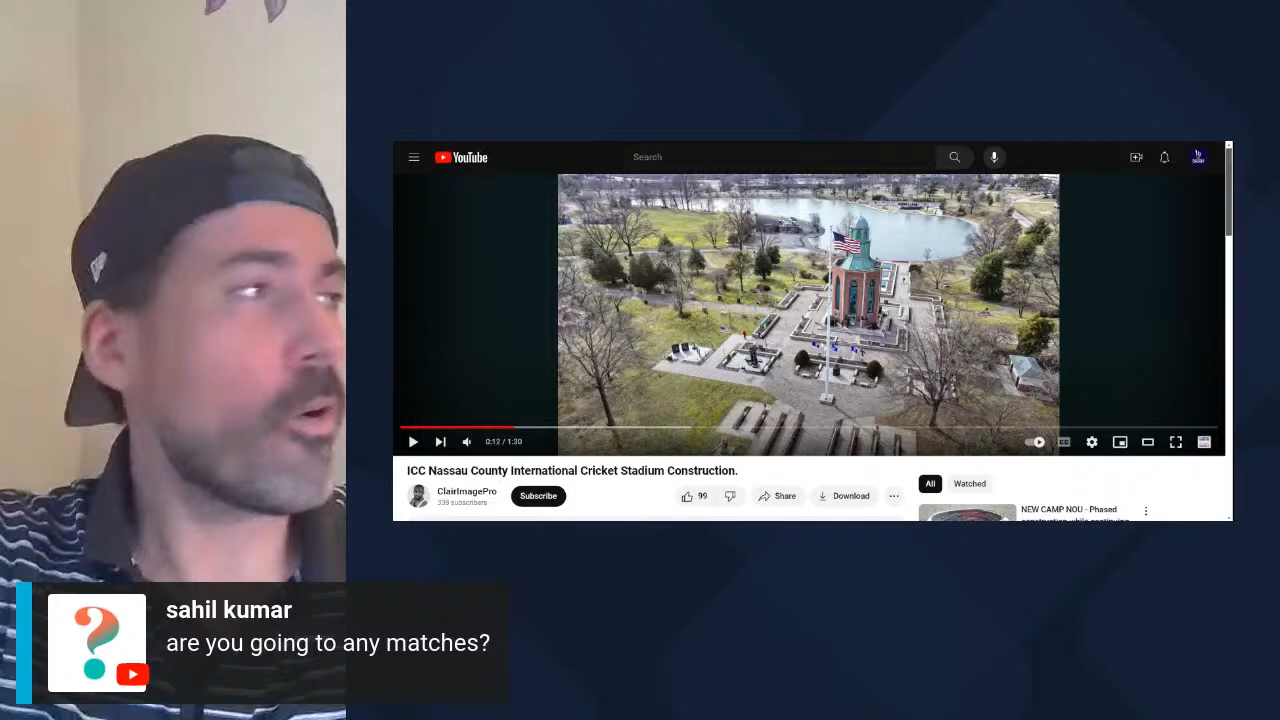 YouTube
Search
0:12 / 1:30
ICC Nassau County International Cricket Stadium Construction.
ClairImagePro
338 subscribers
Subscribe
99
Share
Download
All
Watched
NEW CAMP NOU - Phased
sahil kumar
are you going to any matches?